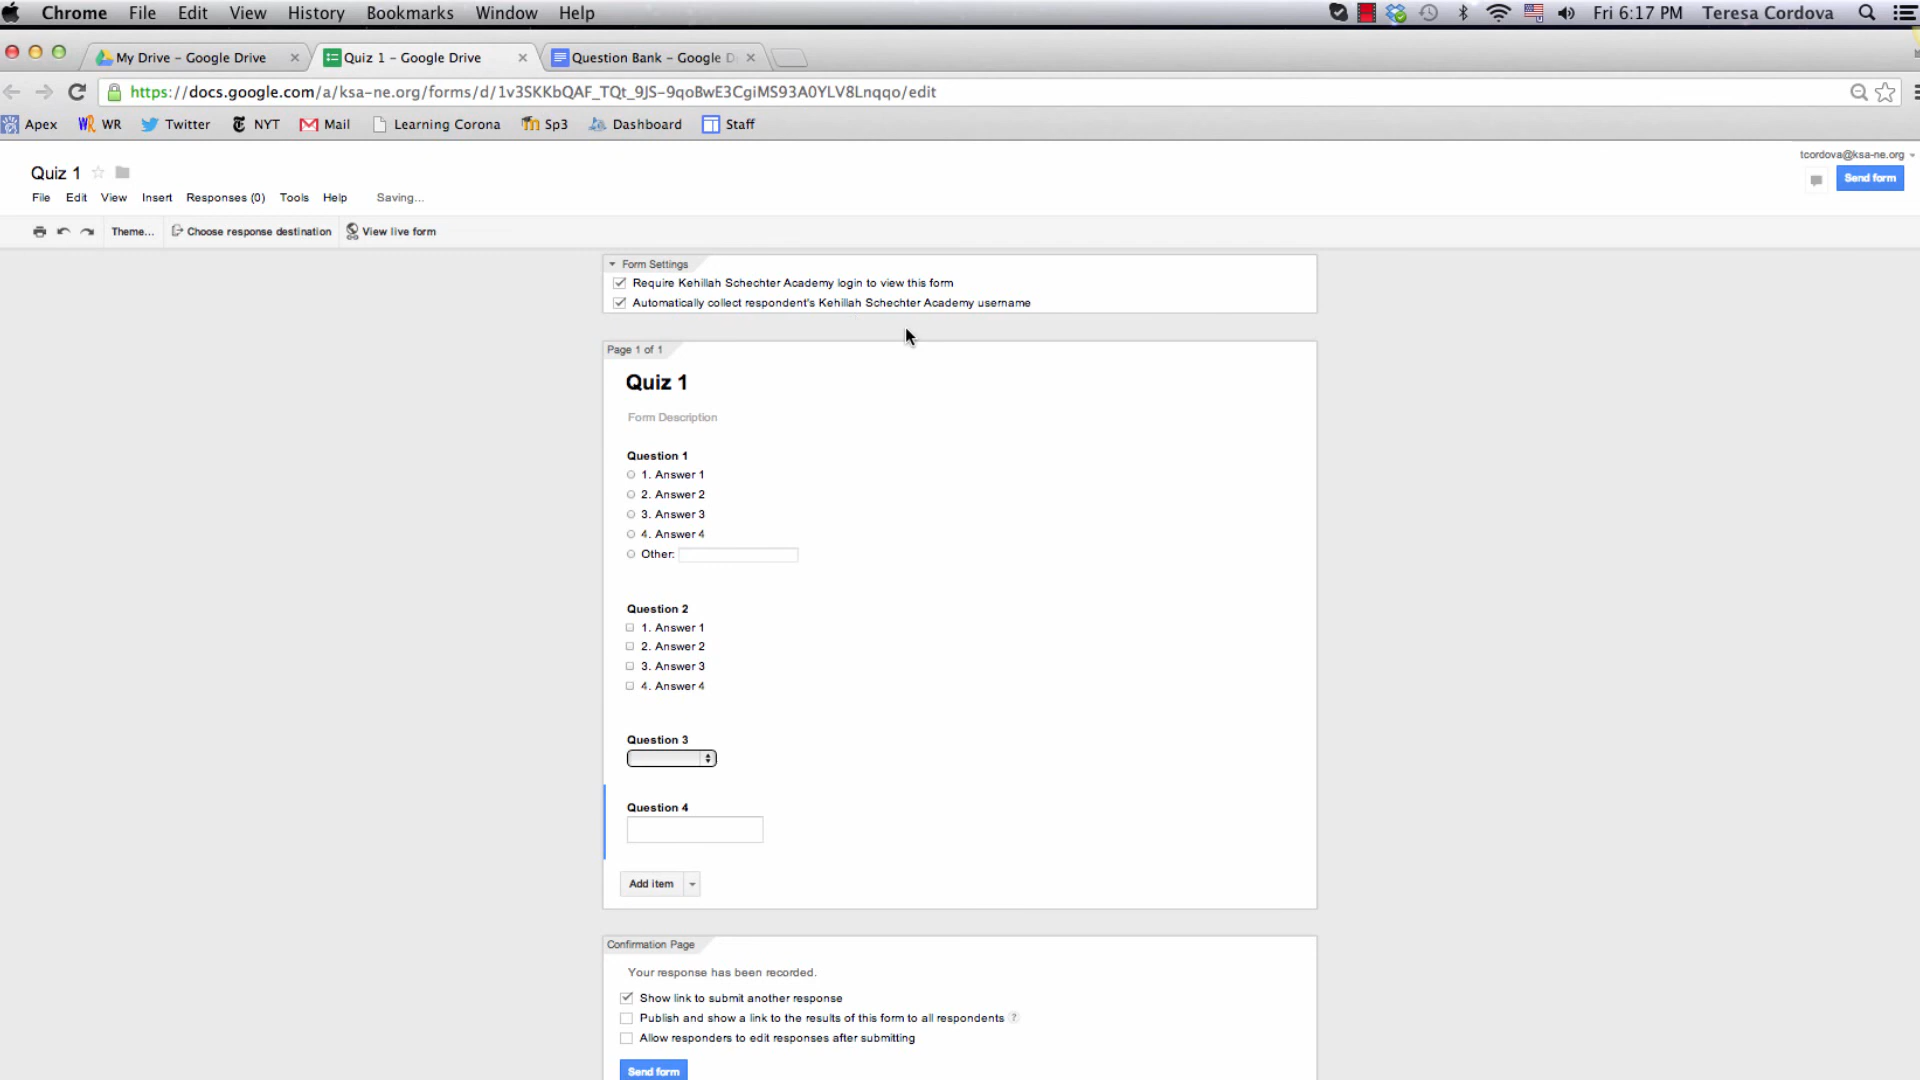 Chrome File Edit View History Bookmarks Window Help Fri 6:17 PM Teresa Cordova
My Drive – Google Drive Quiz 1 – Google Drive Question Bank – Google D
https://docs.google.com/a/ksa-ne.org/forms/d/1v3SKKbQAF_TQt_9JS-9qoBwE3CgiMS93A0YLV8Lnqqo/edit
Apex WR Twitter NYT Mail Learning Corona Sp3 Dashboard Staff
tcordova@ksa-ne.org
Quiz 1
Send form
File Edit View Insert Responses (0) Tools Help Saving...
Theme... Choose response destination View live form
Form Settings
Require Kehillah Schechter Academy login to view this form
Automatically collect respondent's Kehillah Schechter Academy username
Page 1 of 1
Quiz 1
Form Description
Question 1
1. Answer 1
2. Answer 2
3. Answer 3
4. Answer 4
Other:
Question 2
1. Answer 1
2. Answer 2
3. Answer 3
4. Answer 4
Question 3
Question 4
Add item
Confirmation Page
Your response has been recorded.
Show link to submit another response
Publish and show a link to the results of this form to all respondents ?
Allow responders to edit responses after submitting
Send form